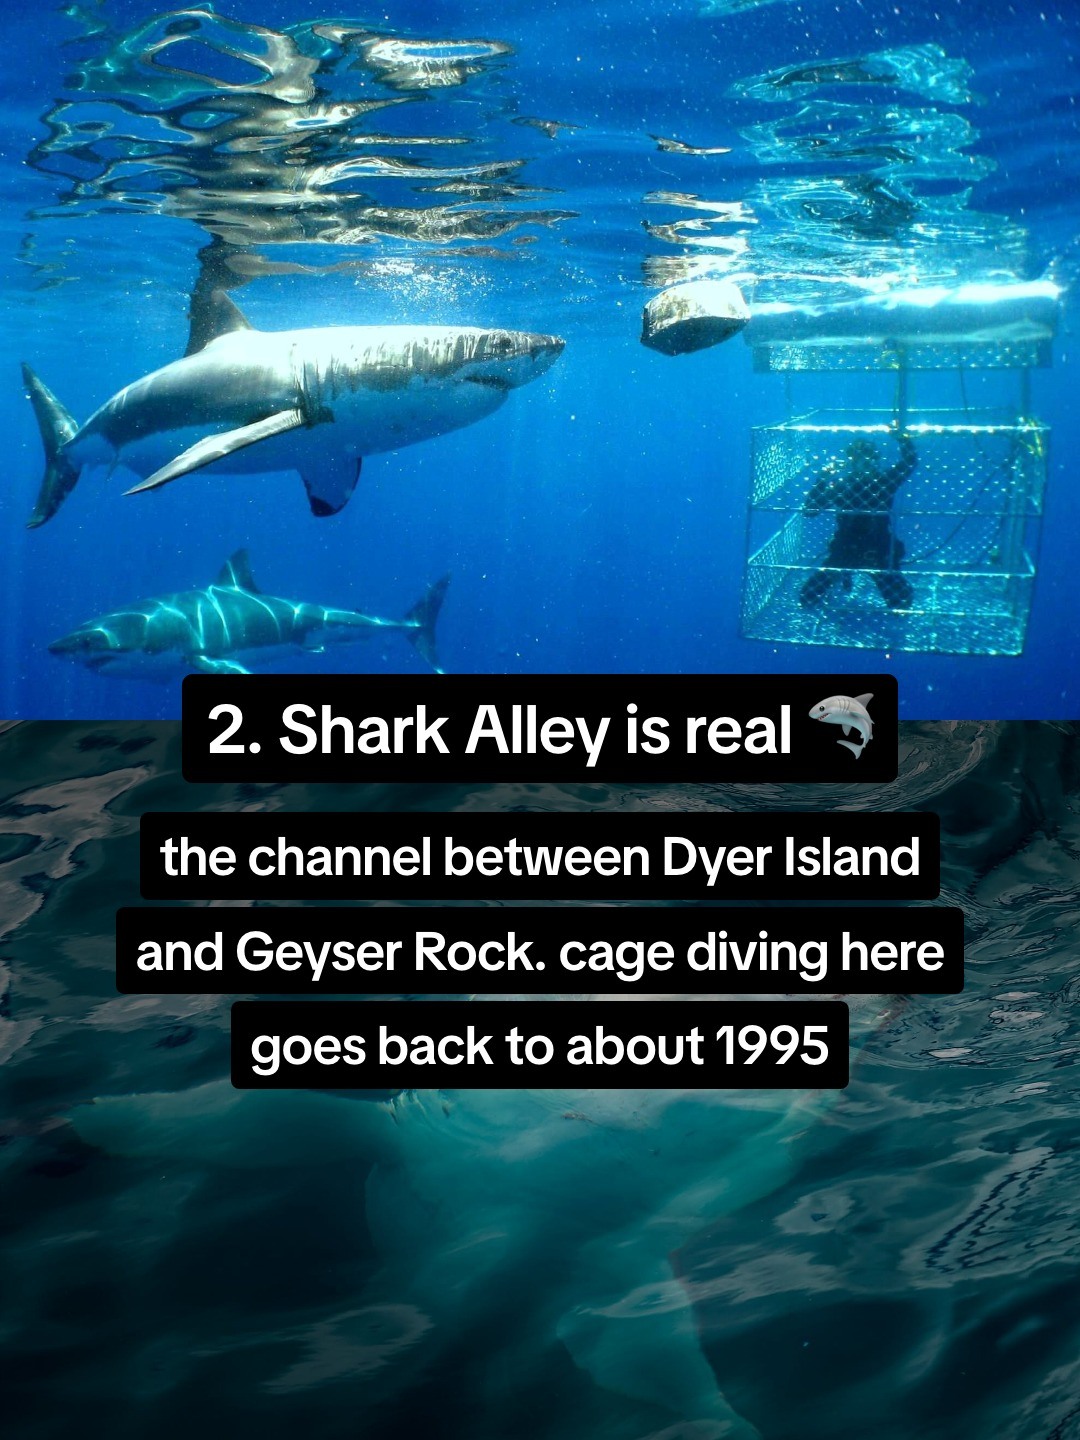 2. Shark Alley is real 🦈
the channel between Dyer Island
and Geyser Rock. cage diving here
goes back to about 1995